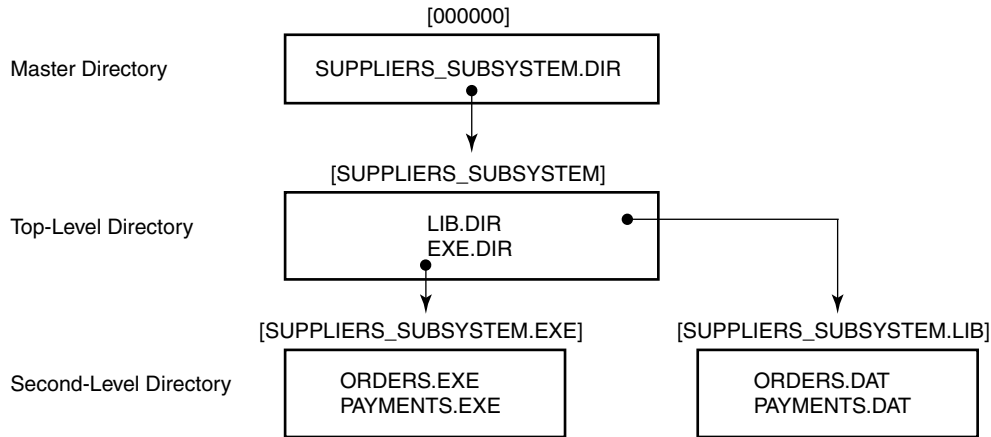 [000000]
Master Directory
SUPPLIERS_SUBSYSTEM.DIR
[SUPPLIERS_SUBSYSTEM]
Top-Level Directory
LIB.DIR
EXE.DIR
[SUPPLIERS_SUBSYSTEM.EXE]
[SUPPLIERS_SUBSYSTEM.LIB]
Second-Level Directory
ORDERS.EXE
PAYMENTS.EXE
ORDERS.DAT
PAYMENTS.DAT